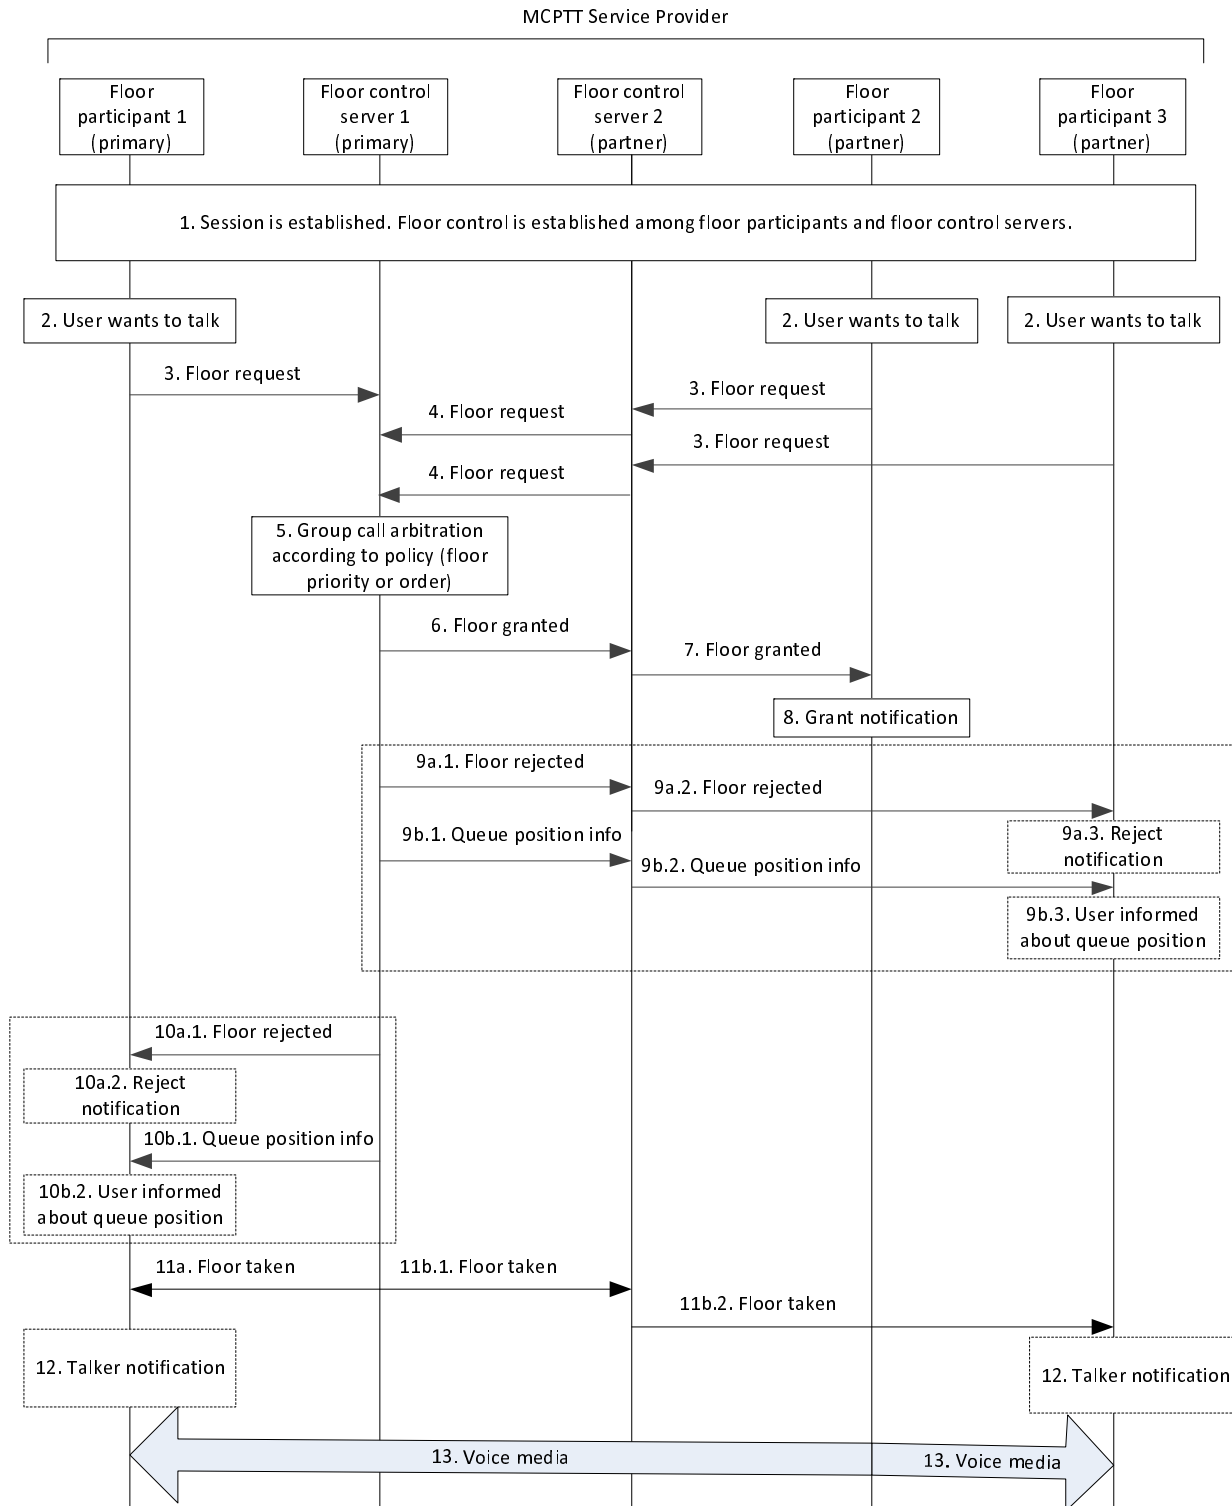 MCPTT Service Provider
Floor
participant 1
(primary)
Floor control
server 1
(primary)
Floor control
server 2
(partner)
Floor
participant 2
(partner)
Floor
participant 3
(partner)
1. Session is established. Floor control is established among floor participants and floor control servers.
2. User wants to talk
2. User wants to talk
2. User wants to talk
3. Floor request
3. Floor request
4. Floor request
3. Floor request
4. Floor request
5. Group call arbitration
according to policy (floor
priority or order)
6. Floor granted
7. Floor granted
8. Grant notification
9a.1. Floor rejected
9a.2. Floor rejected
9b.1. Queue position info
9a.3. Reject
notification
9b.2. Queue position info
9b.3. User informed
about queue position
10a.1. Floor rejected
10a.2. Reject
notification
10b.1. Queue position info
10b.2. User informed
about queue position
11a. Floor taken
11b.1. Floor taken
11b.2. Floor taken
12. Talker notification
12. Talker notification
13. Voice media
13. Voice media